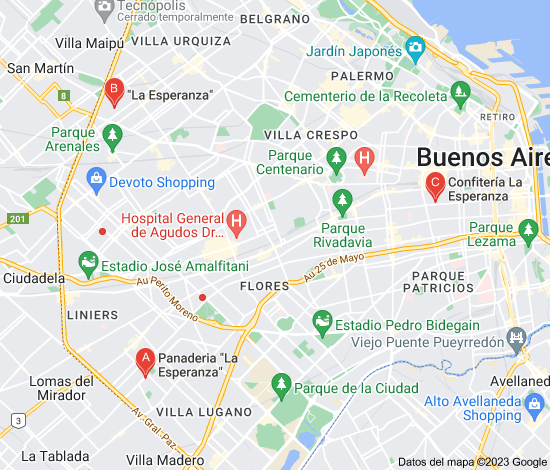 Tecnópolis
Cerrado temporalmente
BELGRANO
Villa Maipú
VILLA URQUIZA
Jardín Japonés
San Martín
PALERMO
8
B
"La Esperanza"
Cementerio de la Recoleta
RETIRO
Parque
Arenales
VILLA CRESPO
Parque
Centenario
H
Buenos Aire
Devoto Shopping
C
Confitería La
Esperanza
201
Hospital General
de Agudos Dr...
H
Parque
Rivadavia
Parque
Lezama
Estadio José Amalfitani
Ciudadela
Au 25 de Mayo
Au Perito Moreno
FLORES
PARQUE
PATRICIOS
LINIERS
Estadio Pedro Bidegain
Viejo Puente Pueyrredón
A
Panaderia "La
Esperanza"
Lomas del
Mirador
Parque de la Ciudad
Avellaneda
Alto Avellaneda
Shopping
3
Av. Gral. Paz
VILLA LUGANO
La Tablada
Villa Madero
Datos del mapa ©2023 Google